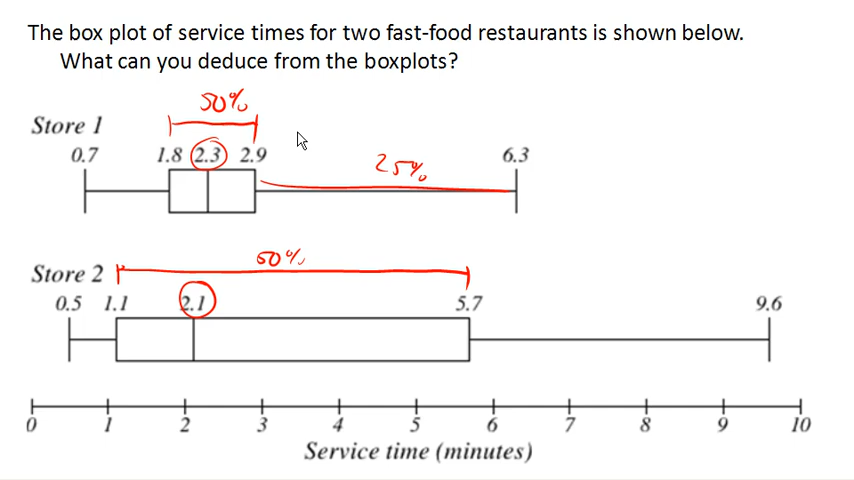 The box plot of service times for two fast-food restaurants is shown below.
What can you deduce from the boxplots?
50%
Store 1
0.7 1.8 2.3 2.9 6.3
25%
50%
Store 2
0.5 1.1 2.1 5.7 9.6
0 1 2 3 4 5 6 7 8 9 10
Service time (minutes)